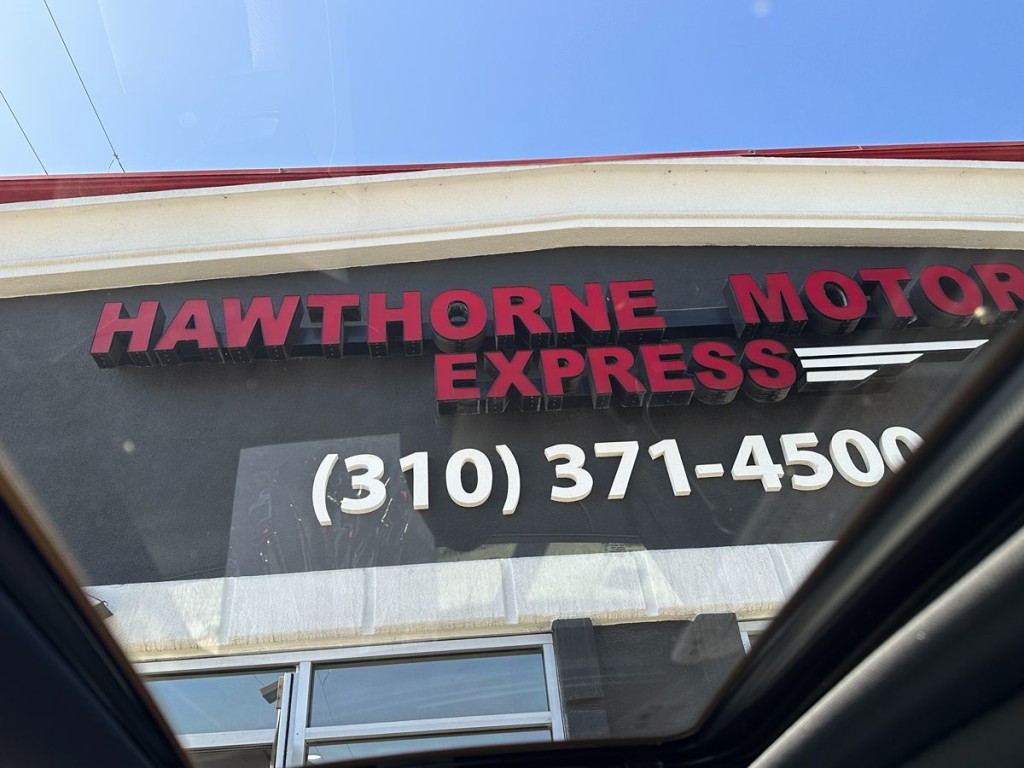 HAWTHORNE MOTOR
EXPRESS
(310) 371-4500